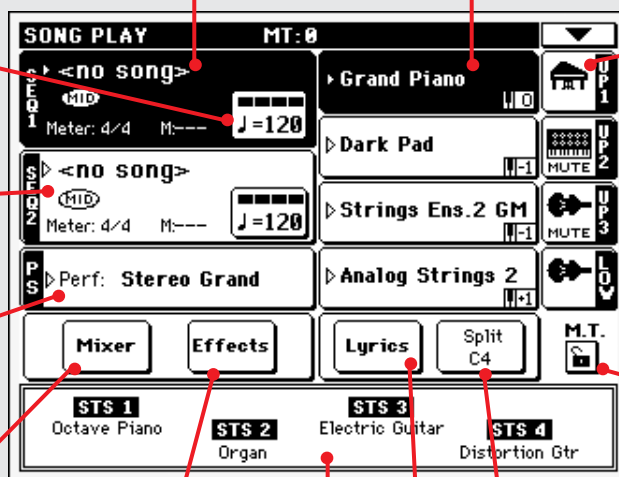 SONG PLAY MT:0
SEQ1 <no song>
MID
Meter: 4/4 M:--- ♩=120
SEQ2 <no song>
MID
Meter: 4/4 M:--- ♩=120
PS Perf: Stereo Grand
Grand Piano
0
UP1
Dark Pad
-1
MUTE
UP2
Strings Ens.2 GM
-1
MUTE
UP3
Analog Strings 2
+1
LOW
Mixer Effects Lyrics Split
C4
M.T.
STS 1
Octave Piano
STS 2
Organ
STS 3
Electric Guitar
STS 4
Distortion Gtr